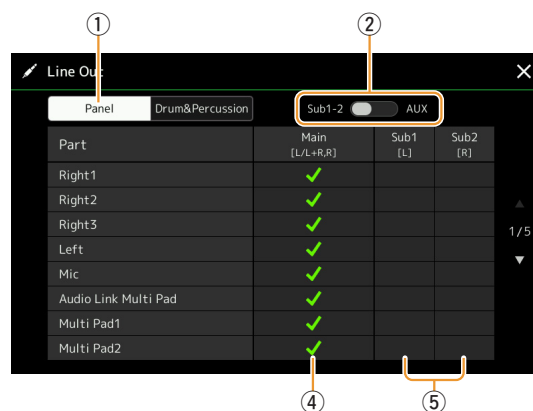 ① ②
Line Out
Panel Drum&Percussion Sub1-2 AUX
Part Main [L/L+R,R] Sub1 [L] Sub2 [R]
Right1
Right2
Right3
Left
Mic
Audio Link Multi Pad
Multi Pad1
Multi Pad2
1/5
④ ⑤